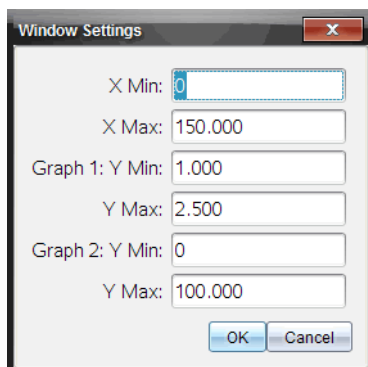 Window Settings
X Min: 0
X Max: 150.000
Graph 1: Y Min: 1.000
Y Max: 2.500
Graph 2: Y Min: 0
Y Max: 100.000
OK Cancel